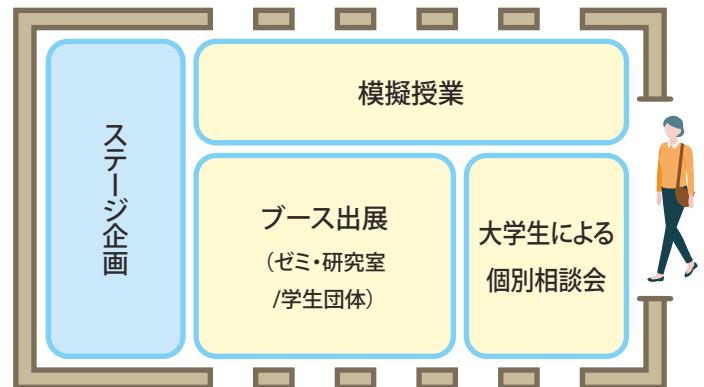 ステージ企画
模擬授業
ブース出展
（ゼミ・研究室
/学生団体）
大学生による
個別相談会